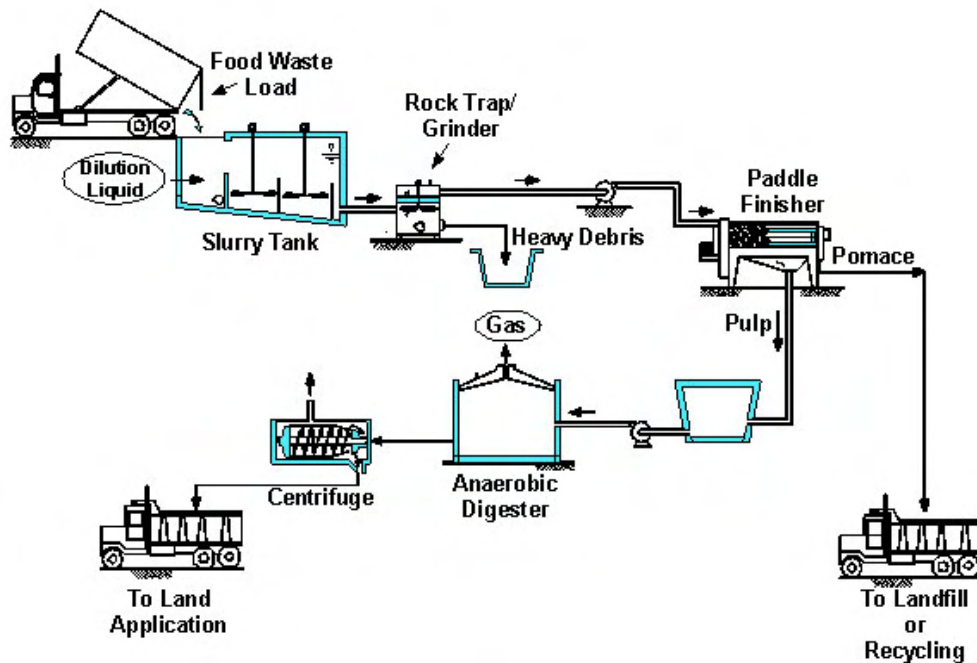 Food Waste
Load
Rock Trap/
Grinder
Dilution
Liquid
Slurry Tank
Heavy Debris
Paddle
Finisher
Pomace
Pulp
Gas
Centrifuge
Anaerobic
Digester
To Land
Application
To Landfill
or
Recycling